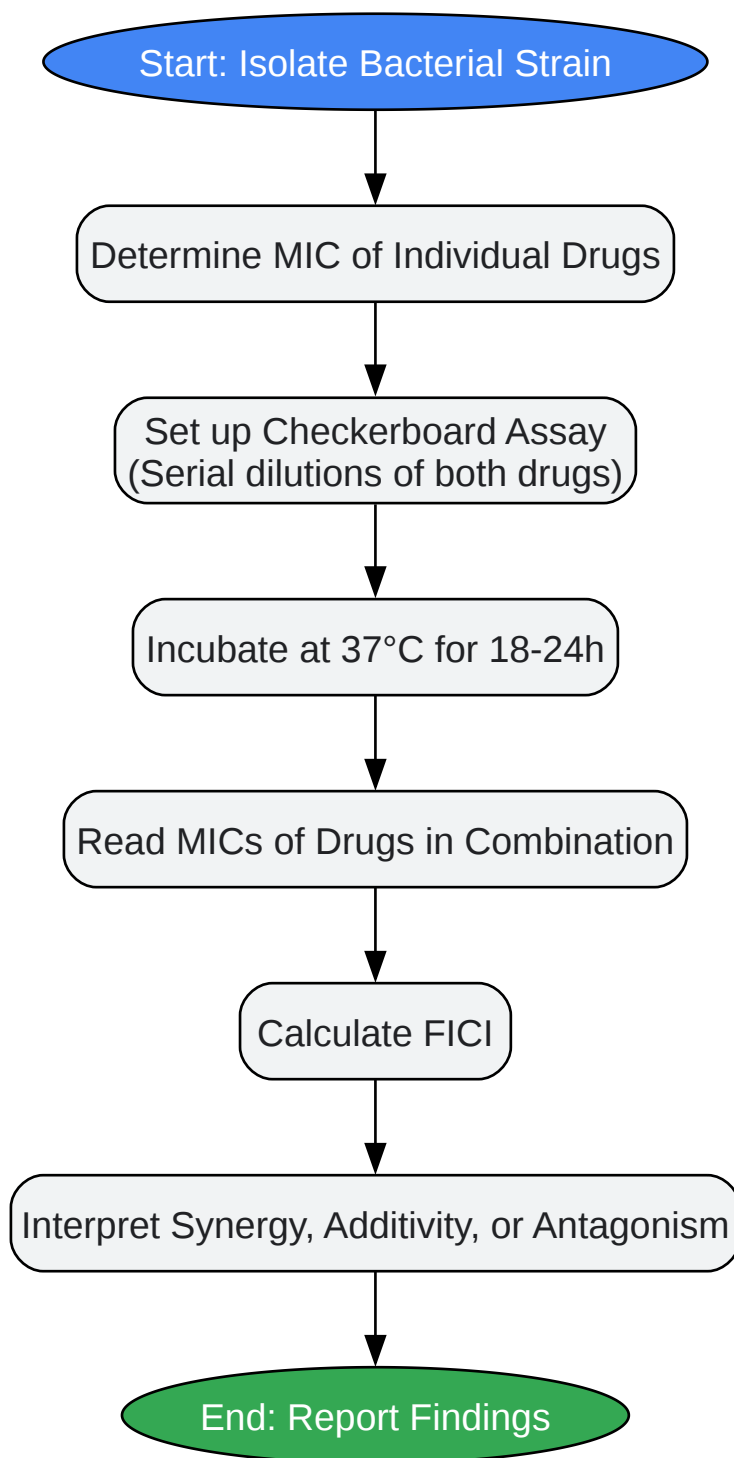 Start: Isolate Bacterial Strain
Determine MIC of Individual Drugs
Set up Checkerboard Assay
(Serial dilutions of both drugs)
Incubate at 37°C for 18-24h
Read MICs of Drugs in Combination
Calculate FICI
Interpret Synergy, Additivity, or Antagonism
End: Report Findings